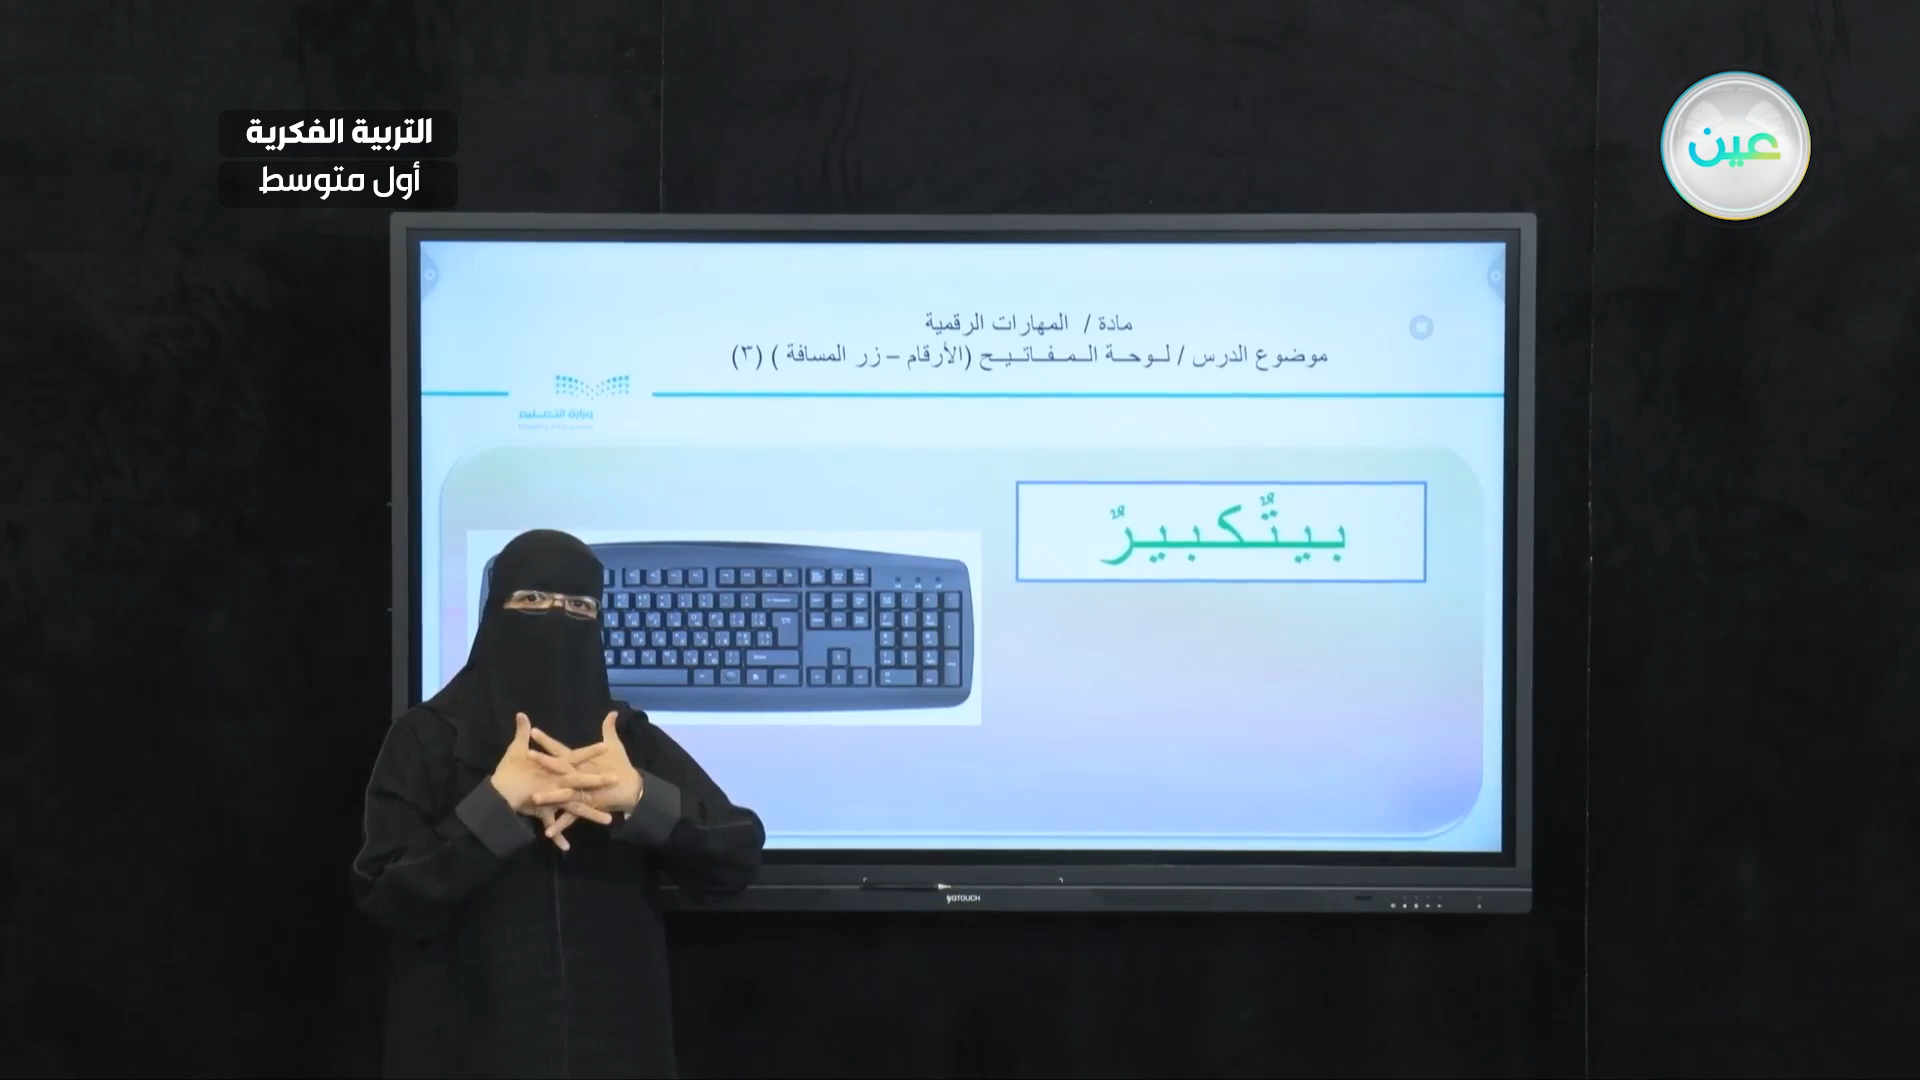 التربية الفكرية
أول متوسط
عين
مادة / المهارات الرقمية
موضوع الدرس / لـوحـة الـمـفـاتـيـح (الأرقام – زر المسافة ) (٣)
وزارة التعليم
Ministry of Education
بيتٌكبيرٌ